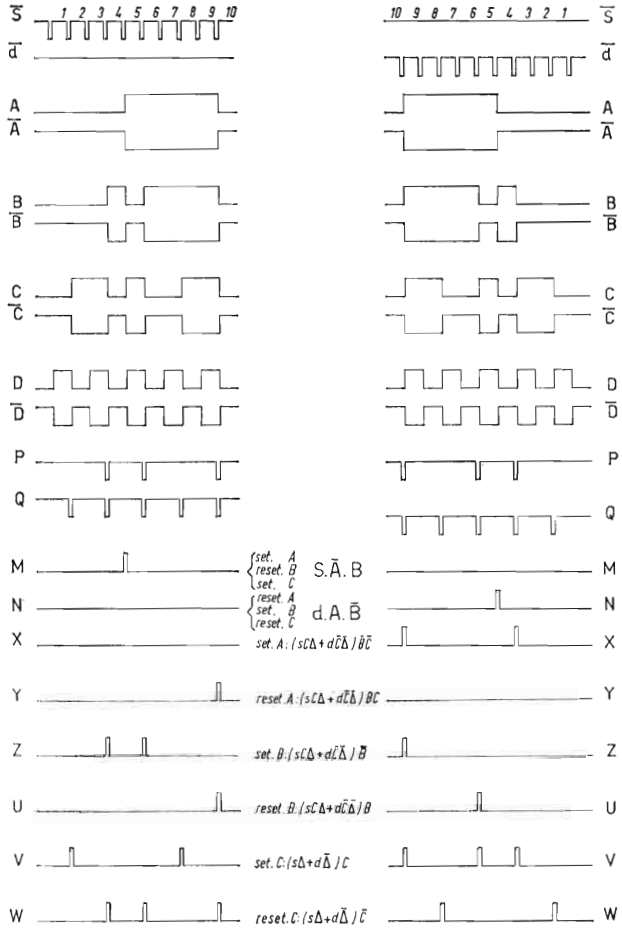 S̅ 1 2 3 4 5 6 7 8 9 10 10 9 8 7 6 5 4 3 2 1 S̅
d̅ d̅
A A
A̅ A̅
B B
B̅ B̅
C C
C̅ C̅
D D
D̅ D̅
P P
Q Q
M set. A reset. B set. C S.A̅.B M
N reset. A set. B reset. C d.A.B̅ N
X set. A:(sCΔ+dC̅Δ̅)B̅C̅ X
Y reset. A:(sCΔ+dC̅Δ̅)BC Y
Z set. B:(sCΔ+dC̅Δ̅)B̅ Z
U reset. B:(sCΔ+dC̅Δ̅)B U
V set. C:(sΔ+dΔ̅)C V
W reset. C:(sΔ+dΔ̅)C̅ W